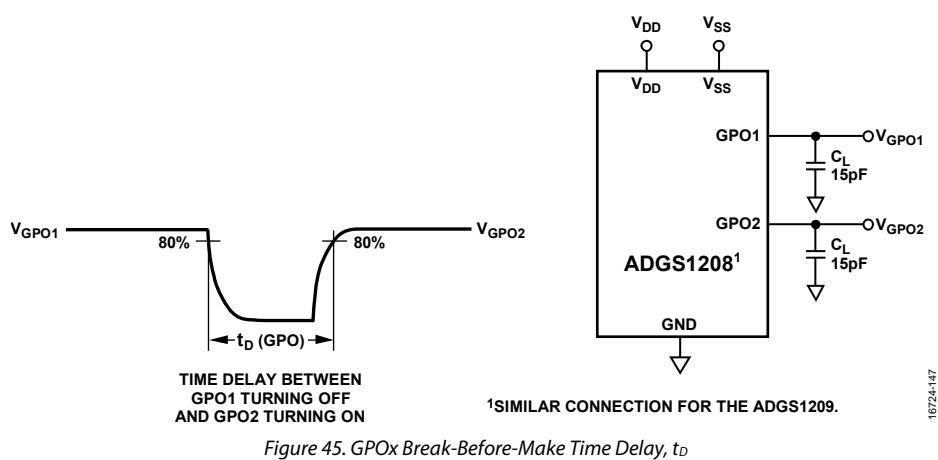 VDD
VSS
VDD
VSS
GPO1
VGPO1
CL
15pF
GPO2
VGPO2
CL
15pF
ADGS1208¹
GND
VGPO1
80%
80%
VGPO2
tD (GPO)
TIME DELAY BETWEEN
GPO1 TURNING OFF
AND GPO2 TURNING ON
¹SIMILAR CONNECTION FOR THE ADGS1209.
16724-147
Figure 45. GPOx Break-Before-Make Time Delay, tD